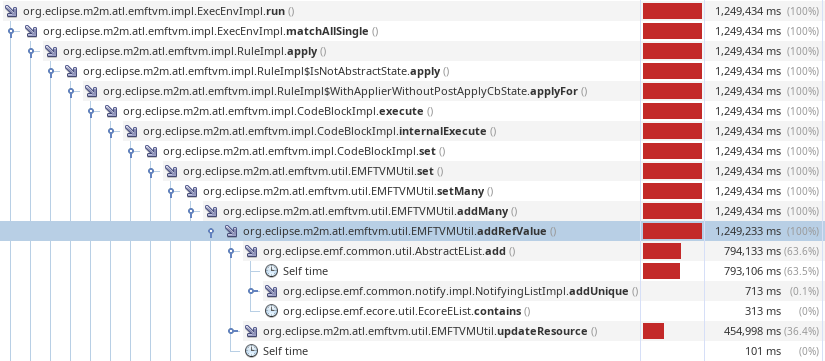 org.eclipse.m2m.atl.emftvm.impl.ExecEnvImpl.run () 1,249,434 ms (100%)
org.eclipse.m2m.atl.emftvm.impl.ExecEnvImpl.matchAllSingle () 1,249,434 ms (100%)
org.eclipse.m2m.atl.emftvm.impl.RuleImpl.apply () 1,249,434 ms (100%)
org.eclipse.m2m.atl.emftvm.impl.RuleImpl$IsNotAbstractState.apply () 1,249,434 ms (100%)
org.eclipse.m2m.atl.emftvm.impl.RuleImpl$WithApplierWithoutPostApplyCbState.applyFor 1,249,434 ms (100%)
org.eclipse.m2m.atl.emftvm.impl.CodeBlockImpl.execute () 1,249,434 ms (100%)
org.eclipse.m2m.atl.emftvm.impl.CodeBlockImpl.internalExecute () 1,249,434 ms (100%)
org.eclipse.m2m.atl.emftvm.impl.CodeBlockImpl.set () 1,249,434 ms (100%)
org.eclipse.m2m.atl.emftvm.util.EMFTVMUtil.set () 1,249,434 ms (100%)
org.eclipse.m2m.atl.emftvm.util.EMFTVMUtil.setMany () 1,249,434 ms (100%)
org.eclipse.m2m.atl.emftvm.util.EMFTVMUtil.addMany () 1,249,434 ms (100%)
org.eclipse.m2m.atl.emftvm.util.EMFTVMUtil.addRefValue () 1,249,233 ms (100%)
org.eclipse.emf.common.util.AbstractEList.add () 794,133 ms (63.6%)
Self time 793,106 ms (63.5%)
org.eclipse.emf.common.notify.impl.NotifyingListImpl.addUnique () 713 ms (0.1%)
org.eclipse.emf.ecore.util.EcoreEList.contains () 313 ms (0%)
org.eclipse.m2m.atl.emftvm.util.EMFTVMUtil.updateResource () 454,998 ms (36.4%)
Self time 101 ms (0%)